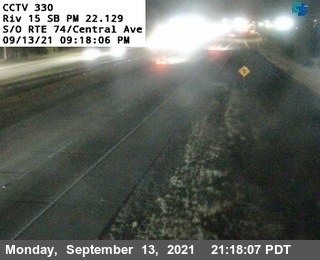 CCTV 330
Riv 15 SB PM 22.129
S/O RTE 74/Central Ave
09/13/21 09:18:06 PM
Monday, September 13, 2021 21:18:07 PDT